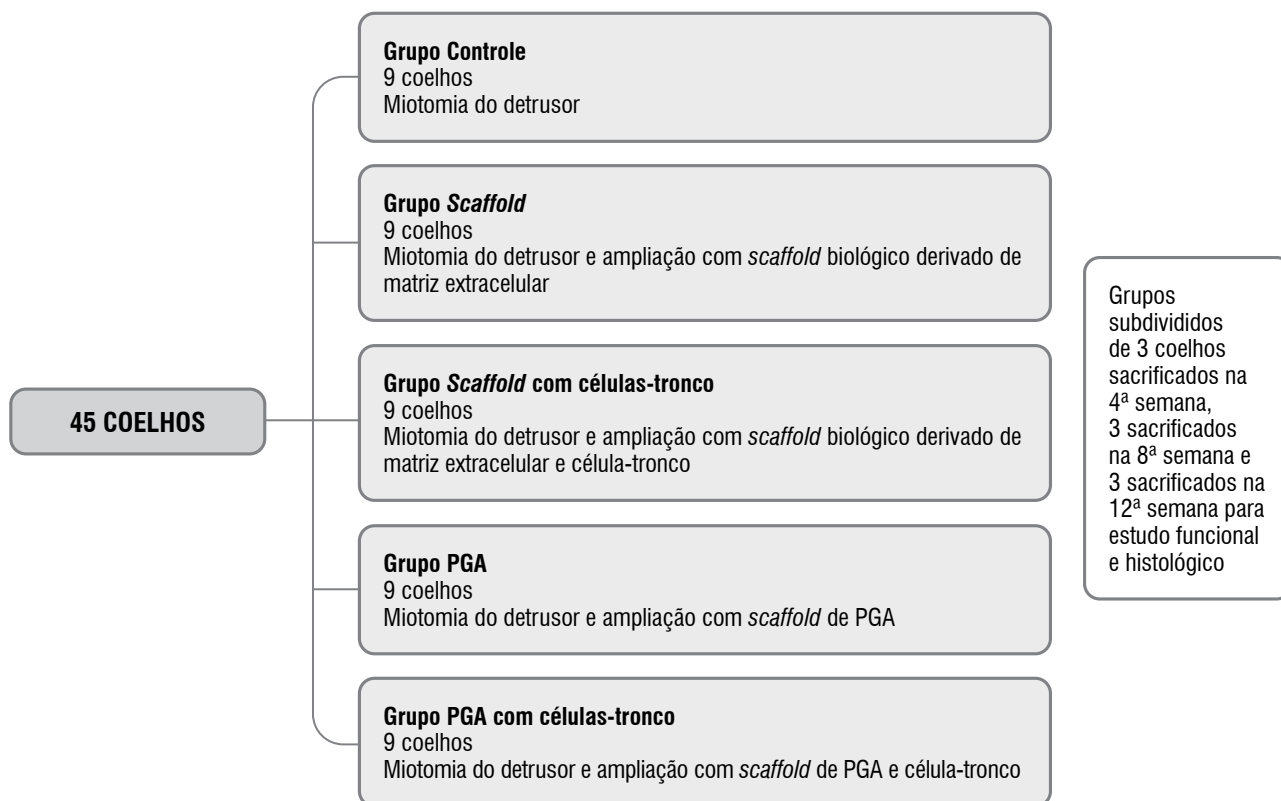 Grupo Controle
9 coelhos
Miotomia do detrusor
Grupo Scaffold
9 coelhos
Miotomia do detrusor e ampliação com scaffold biológico derivado de
matriz extracelular
45 COELHOS
Grupo Scaffold com células-tronco
9 coelhos
Miotomia do detrusor e ampliação com scaffold biológico derivado de
matriz extracelular e célula-tronco
Grupo PGA
9 coelhos
Miotomia do detrusor e ampliação com scaffold de PGA
Grupo PGA com células-tronco
9 coelhos
Miotomia do detrusor e ampliação com scaffold de PGA e célula-tronco
Grupos
subdivididos
de 3 coelhos
sacrificados na
4ª semana,
3 sacrificados
na 8ª semana e
3 sacrificados na
12ª semana para
estudo funcional
e histológico